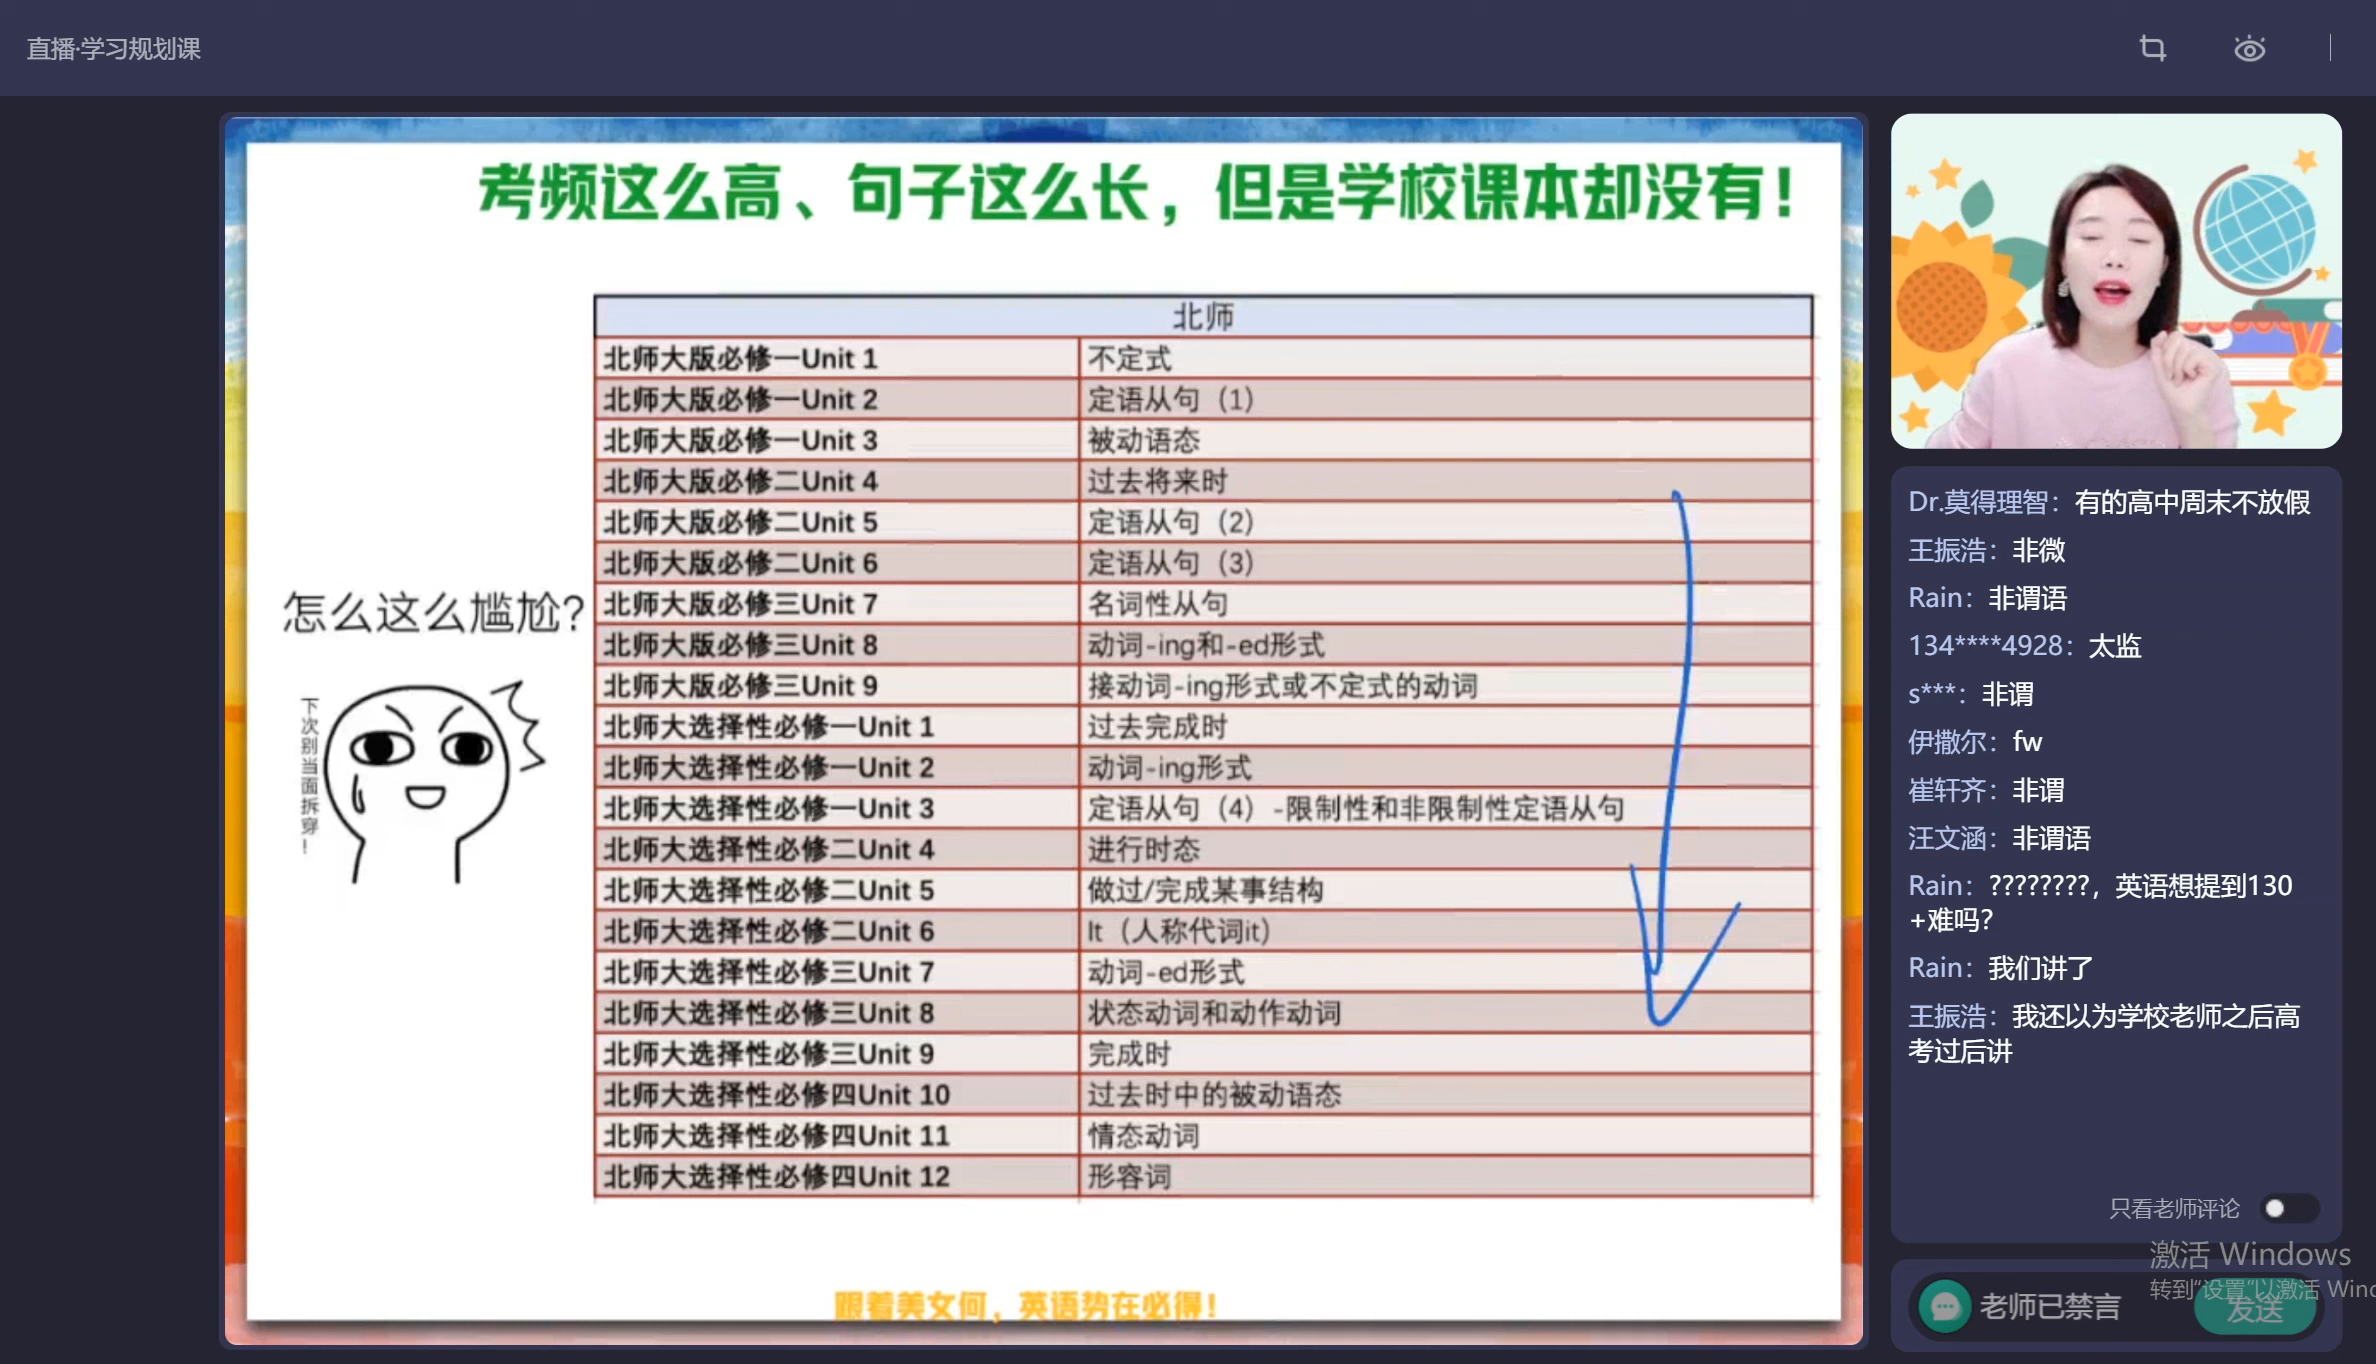 直播·学习规划课
考频这么高、句子这么长，但是学校课本却没有！
北师
北师大版必修一Unit 1 不定式
北师大版必修一Unit 2 定语从句（1）
北师大版必修一Unit 3 被动语态
北师大版必修二Unit 4 过去将来时
北师大版必修二Unit 5 定语从句（2）
北师大版必修二Unit 6 定语从句（3）
北师大版必修三Unit 7 名词性从句
北师大版必修三Unit 8 动词-ing和-ed形式
北师大版必修三Unit 9 接动词-ing形式或不定式的动词
北师大选择性必修一Unit 1 过去完成时
北师大选择性必修一Unit 2 动词-ing形式
北师大选择性必修一Unit 3 定语从句（4）-限制性和非限制性定语从句
北师大选择性必修二Unit 4 进行时态
北师大选择性必修二Unit 5 做过/完成某事结构
北师大选择性必修二Unit 6 It（人称代词it）
北师大选择性必修三Unit 7 动词-ed形式
北师大选择性必修三Unit 8 状态动词和动作动词
北师大选择性必修三Unit 9 完成时
北师大选择性必修四Unit 10 过去时中的被动语态
北师大选择性必修四Unit 11 情态动词
北师大选择性必修四Unit 12 形容词
怎么这么尴尬?
下次别当面拆穿！
跟着美女何，英语势在必得！
Dr.莫得理智：有的高中周末不放假
王振浩：非微
Rain：非谓语
134****4928：太监
s***：非谓
伊撒尔：fw
崔轩齐：非谓
汪文涵：非谓语
Rain：????????，英语想提到130
+难吗?
Rain：我们讲了
王振浩：我还以为学校老师之后高
考过后讲
只看老师评论
激活 Windows
转到"设置"以激活 Winc
老师已禁言
发送